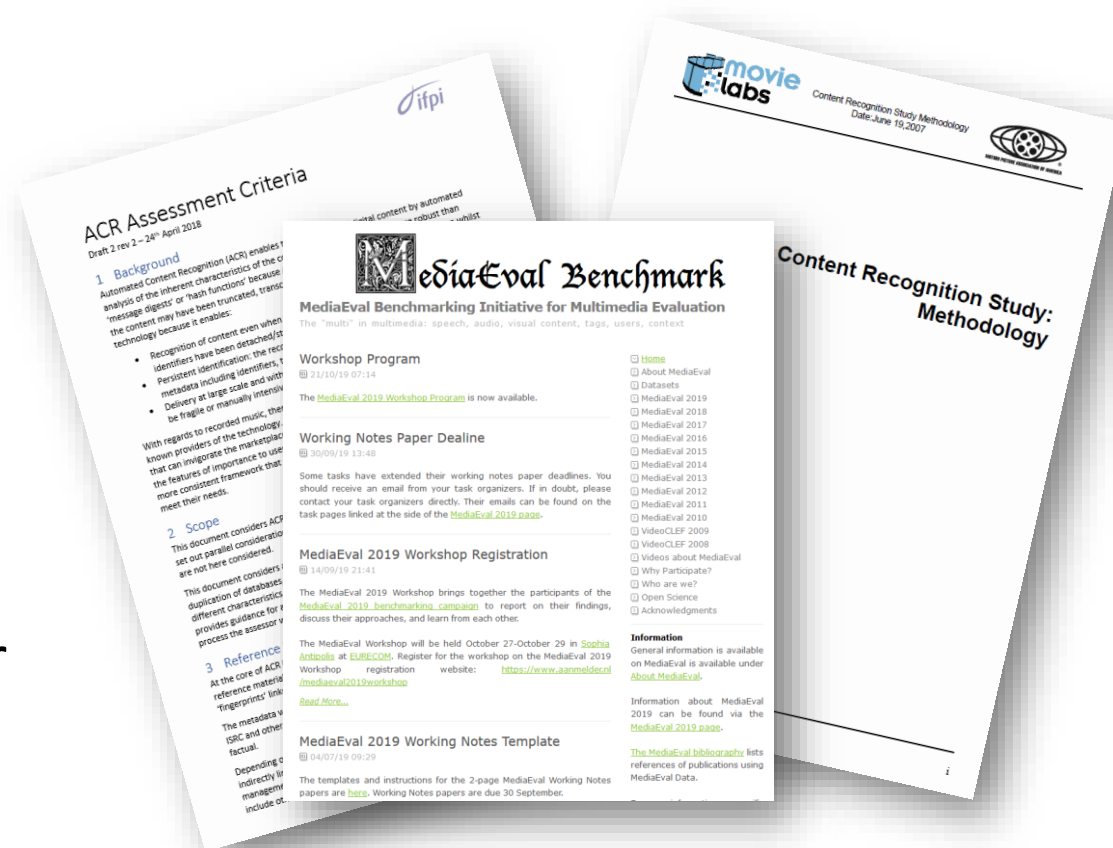 ifpi
ACR Assessment Criteria
Draft 2 rev 2 – 24th April 2018
1 Background
Automated Content Recognition (ACR) enables
digital content by automated
analysis of the inherent characteristics of the
robust than
'message digests' or 'hash functions' because
whilst
the content may have been truncated,
technology because it enables:
• Recognition of content even when
identifiers have been
• Persistent identification: the
metadata including identifiers,
• Delivery at large scale and
be fragile or manually
With regards to recorded music,
known providers of the technology.
that can invigorate the
the features of importance to
more consistent framework that
meet their needs.
2 Scope
This document considers ACR
set out parallel
are not here considered.
This document considers
duplication of databases
different characteristics
provides guidance for
process the assessor
3 Reference
At the core of ACR
reference
'fingerprints'
The metadata
ISRC and other
factual.
Depending
indirectly
include
MediaEval Benchmark
MediaEval Benchmarking Initiative for Multimedia Evaluation
The "multi" in multimedia: speech, audio, visual content, tags, users, context
Workshop Program
21/10/19 07:14
The MediaEval 2019 Workshop Program is now available.
Working Notes Paper Dealine
30/09/19 13:48
Some tasks have extended their working notes paper deadlines. You
should receive an email from your task organizers. If in doubt, please
contact your task organizers directly. Their emails can be found on the
task pages linked at the side of the MediaEval 2019 page.
MediaEval 2019 Workshop Registration
14/09/19 21:41
The MediaEval 2019 Workshop brings together the participants of the
MediaEval 2019 benchmarking campaign to report on their findings,
discuss their approaches, and learn from each other.
The MediaEval Workshop will be held October 27-October 29 in Sophia
Antipolis at EURECOM. Register for the workshop on the MediaEval 2019
Workshop registration website: https://www.aanmelder.nl
/mediaeval2019workshop
Read More...
MediaEval 2019 Working Notes Template
04/07/19 09:29
The templates and instructions for the 2-page MediaEval Working Notes
papers are here. Working Notes papers are due 30 September.
Home
About MediaEval
Datasets
MediaEval 2019
MediaEval 2018
MediaEval 2017
MediaEval 2016
MediaEval 2015
MediaEval 2014
MediaEval 2013
MediaEval 2012
MediaEval 2011
MediaEval 2010
VideoCLEF 2009
VideoCLEF 2008
Videos about MediaEval
Why Participate?
Who are we?
Open Science
Acknowledgments
Information
General information is available
on MediaEval is available under
About MediaEval.
Information about MediaEval
2019 can be found via the
MediaEval 2019 page.
The MediaEval bibliography lists
references of publications using
MediaEval Data.
movie
labs
Content Recognition Study Methodology
Date:June 19,2007
MOTION PICTURE ASSOCIATION OF AMERICA
Content Recognition Study:
Methodology
i